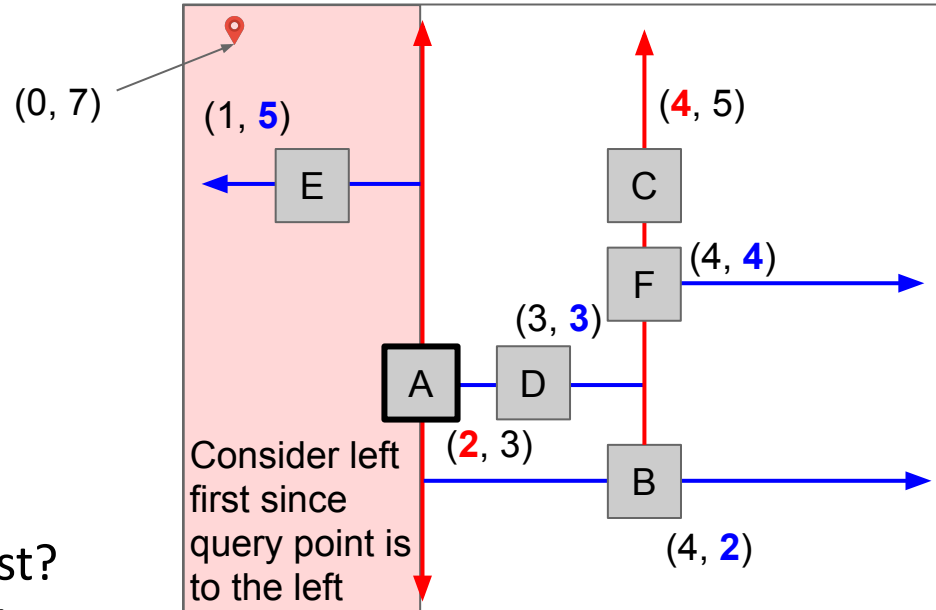 (0, 7)
(1, 5)
(4, 5)
E
C
F
(4, 4)
(3, 3)
A
D
(2, 3)
B
(4, 2)
Consider left
first since
query point is
to the left
st?